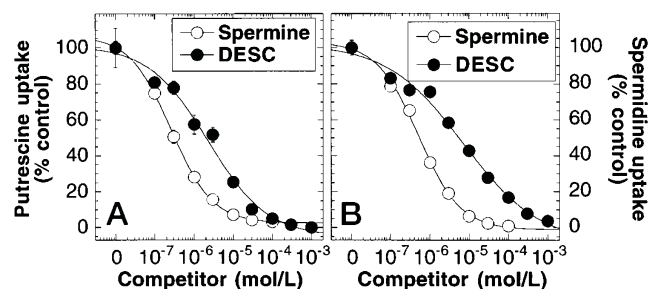 Putrescine uptake
(% control)
100
80
60
40
20
0
Spermine
DESC
A
0 10⁻⁷ 10⁻⁶ 10⁻⁵ 10⁻⁴ 10⁻³
Competitor (mol/L)
Spermine
DESC
B
0 10⁻⁷ 10⁻⁶ 10⁻⁵ 10⁻⁴ 10⁻³
Competitor (mol/L)
100
80
60
40
20
0
Spermidine uptake
(% control)